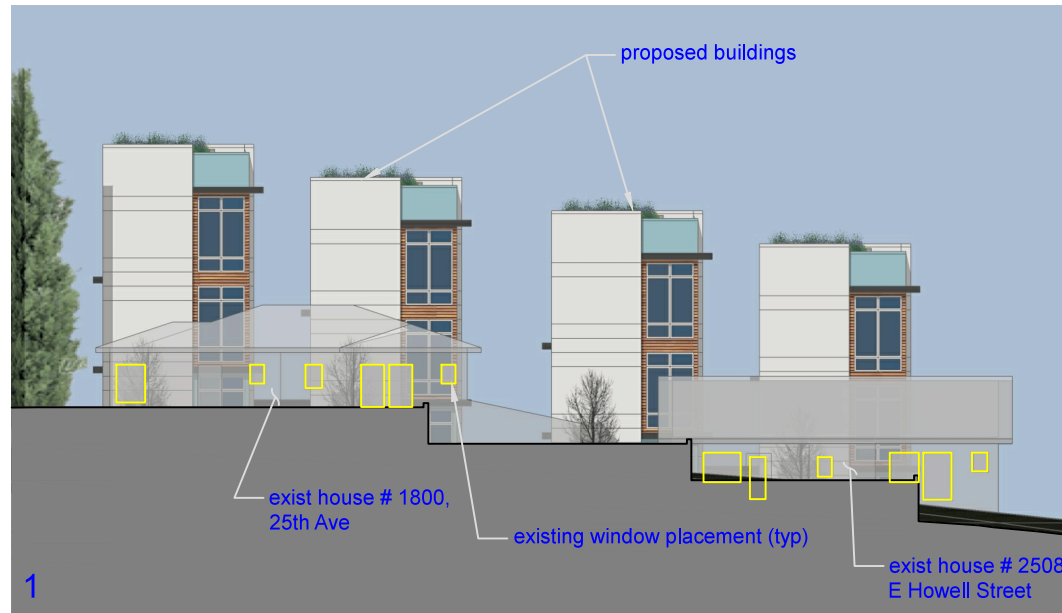 proposed buildings
exist house # 1800,
25th Ave
existing window placement (typ)
exist house # 2508
E Howell Street
1